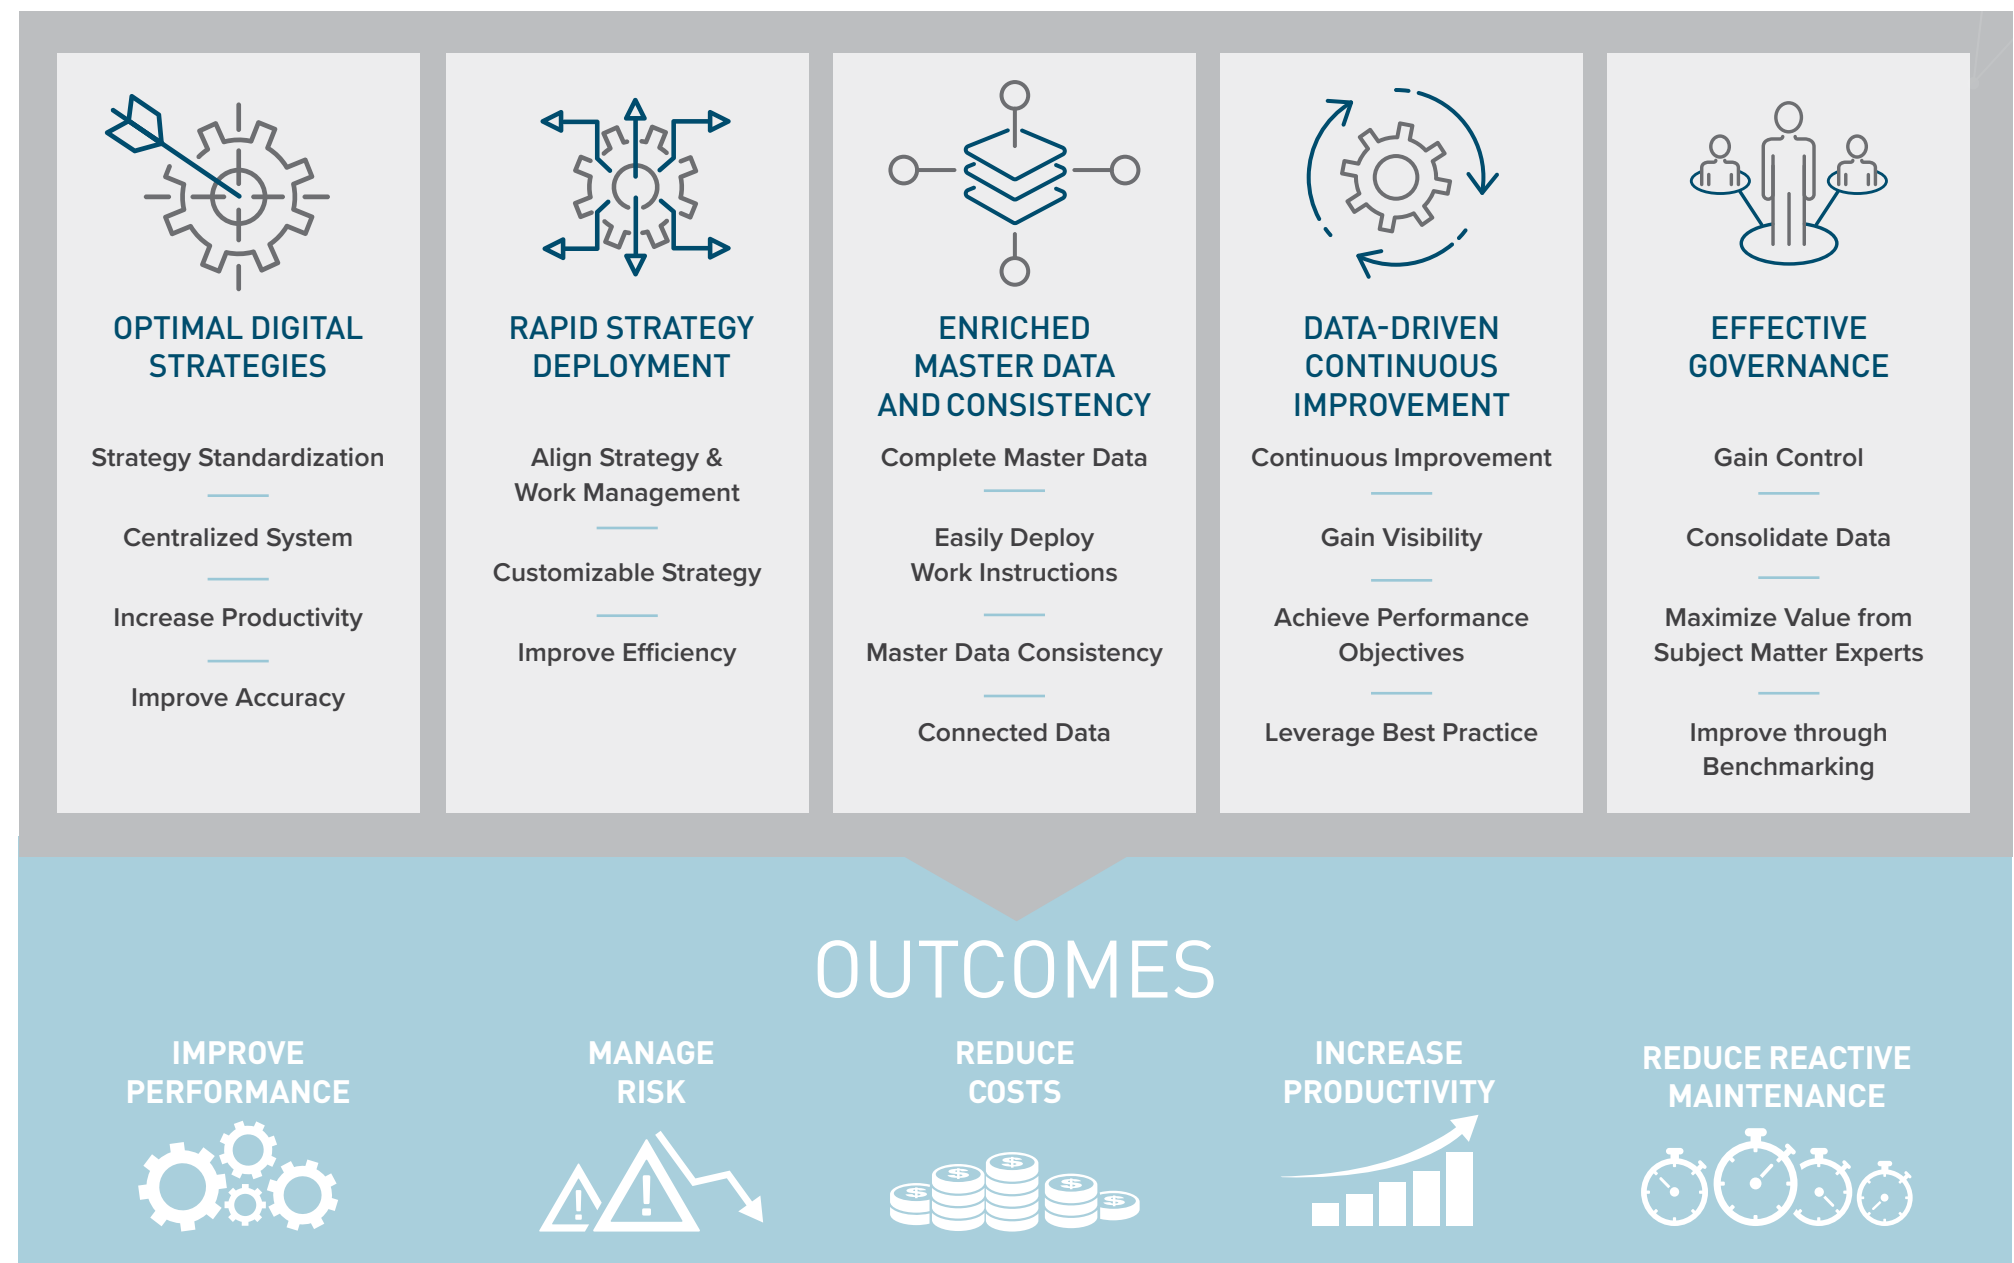 OPTIMAL DIGITAL
STRATEGIES
Strategy Standardization
Centralized System
Increase Productivity
Improve Accuracy
RAPID STRATEGY
DEPLOYMENT
Align Strategy &
Work Management
Customizable Strategy
Improve Efficiency
ENRICHED
MASTER DATA
AND CONSISTENCY
Complete Master Data
Easily Deploy
Work Instructions
Master Data Consistency
Connected Data
DATA-DRIVEN
CONTINUOUS
IMPROVEMENT
Continuous Improvement
Gain Visibility
Achieve Performance
Objectives
Leverage Best Practice
EFFECTIVE
GOVERNANCE
Gain Control
Consolidate Data
Maximize Value from
Subject Matter Experts
Improve through
Benchmarking
OUTCOMES
IMPROVE
PERFORMANCE
MANAGE
RISK
! !
REDUCE
COSTS
$ $ $ $ $
INCREASE
PRODUCTIVITY
REDUCE REACTIVE
MAINTENANCE